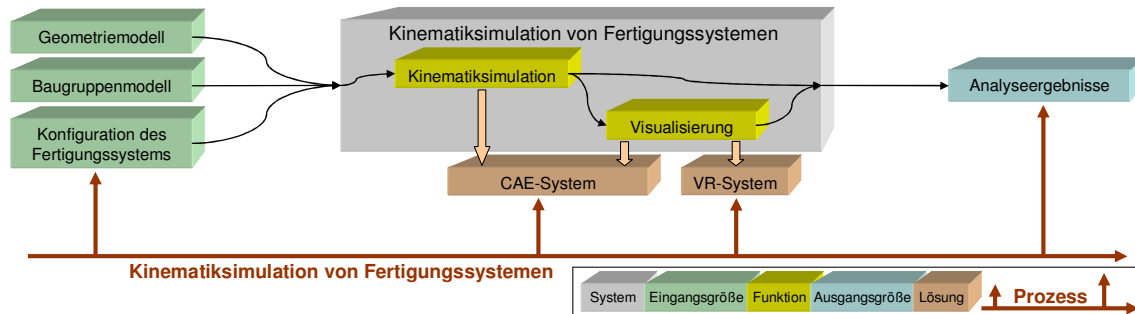 Geometriemodell
Baugruppenmodell
Konfiguration des
Fertigungssystems
Kinematiksimulation von Fertigungssystemen
Kinematiksimulation
Visualisierung
Analyseergebnisse
CAE-System
VR-System
Kinematiksimulation von Fertigungssystemen
System
Eingangsgröße
Funktion
Ausgangsgröße
Lösung
Prozess